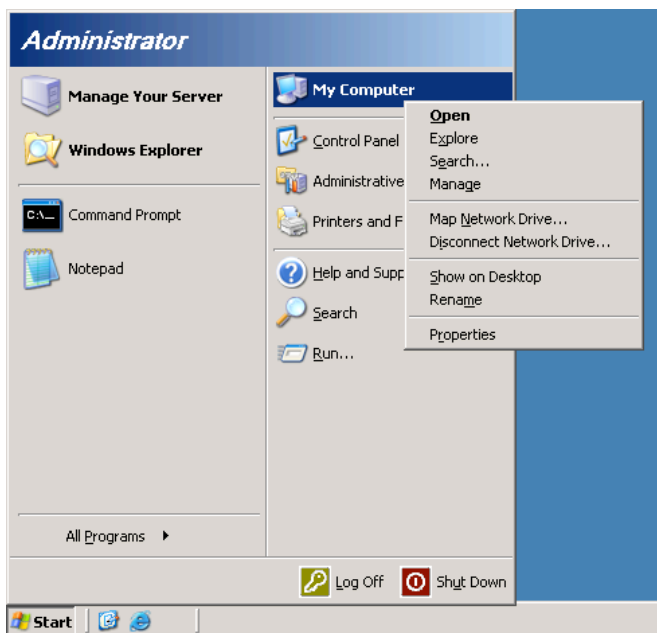 Administrator
Manage Your Server
Windows Explorer
Command Prompt
Notepad
All Programs
My Computer
Control Panel
Administrative
Printers and F
Help and Supp
Search
Run...
Open
Explore
Search...
Manage
Map Network Drive...
Disconnect Network Drive...
Show on Desktop
Rename
Properties
Log Off
Shut Down
Start